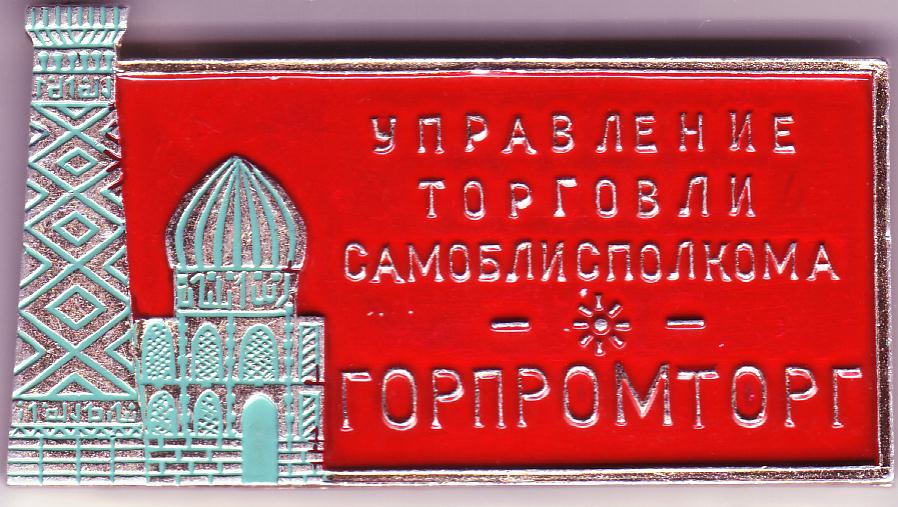 УПРАВЛЕНИЕ
ТОРГОВЛИ
САМОБЛИСПОЛКОМА
ГОРПРОМТОРГ